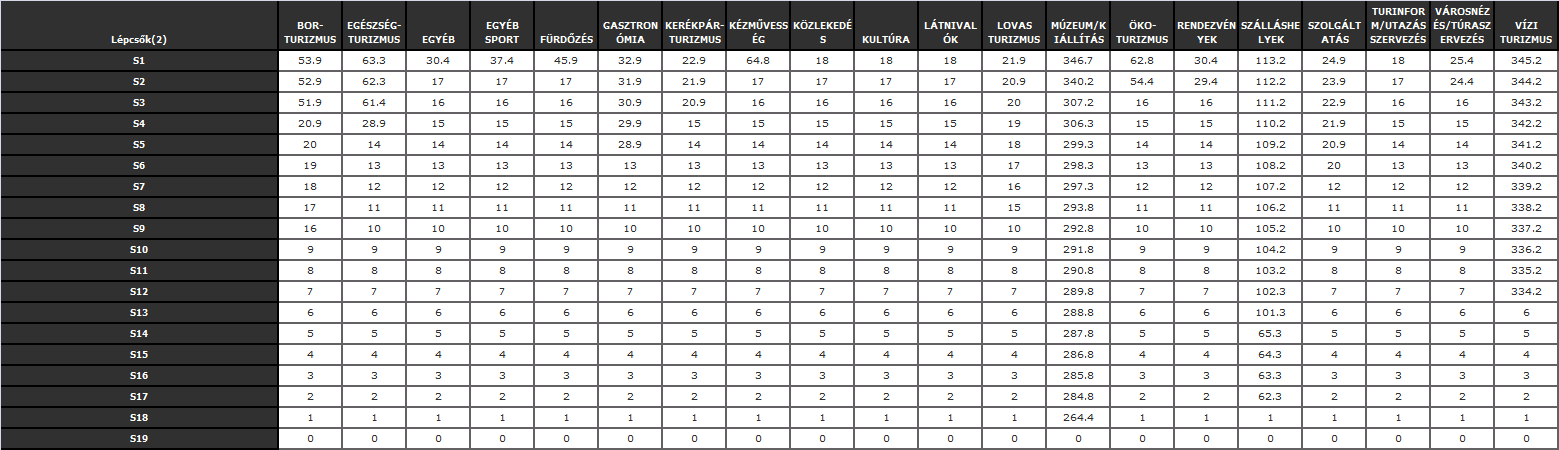 Lépcsők(2) BOR-TURIZMUS EGÉSZSÉG-TURIZMUS EGYÉB EGYÉB SPORT FÜRDŐZÉS GASZTRONÓMIA KERÉKPÁR-TURIZMUS KÉZMŰVESSÉG KÖZLEKEDÉS KULTÚRA LÁTNIVALÓK LOVAS TURIZMUS MÚZEUM/KIÁLLÍTÁS ÖKO-TURIZMUS RENDEZVÉNYEK SZÁLLÁSHELYEK SZOLGÁLTATÁS TURINFORM/UTAZÁSSZERVEZÉS VÁROSNÉZÉS/TÚRASZERVEZÉS VÍZI TURIZMUS
S1 53.9 63.3 30.4 37.4 45.9 32.9 22.9 64.8 18 18 18 21.9 346.7 62.8 30.4 113.2 24.9 18 25.4 345.2
S2 52.9 62.3 17 17 17 31.9 21.9 17 17 17 17 20.9 340.2 54.4 29.4 112.2 23.9 17 24.4 344.2
S3 51.9 61.4 16 16 16 30.9 20.9 16 16 16 16 20 307.2 16 16 111.2 22.9 16 16 343.2
S4 20.9 28.9 15 15 15 29.9 15 15 15 15 15 19 306.3 15 15 110.2 21.9 15 15 342.2
S5 20 14 14 14 14 28.9 14 14 14 14 14 18 299.3 14 14 109.2 20.9 14 14 341.2
S6 19 13 13 13 13 13 13 13 13 13 13 17 298.3 13 13 108.2 20 13 13 340.2
S7 18 12 12 12 12 12 12 12 12 12 12 16 297.3 12 12 107.2 12 12 12 339.2
S8 17 11 11 11 11 11 11 11 11 11 11 15 293.8 11 11 106.2 11 11 11 338.2
S9 16 10 10 10 10 10 10 10 10 10 10 10 292.8 10 10 105.2 10 10 10 337.2
S10 9 9 9 9 9 9 9 9 9 9 9 9 291.8 9 9 104.2 9 9 9 336.2
S11 8 8 8 8 8 8 8 8 8 8 8 8 290.8 8 8 103.2 8 8 8 335.2
S12 7 7 7 7 7 7 7 7 7 7 7 7 289.8 7 7 102.3 7 7 7 334.2
S13 6 6 6 6 6 6 6 6 6 6 6 6 288.8 6 6 101.3 6 6 6 6
S14 5 5 5 5 5 5 5 5 5 5 5 5 287.8 5 5 65.3 5 5 5 5
S15 4 4 4 4 4 4 4 4 4 4 4 4 286.8 4 4 64.3 4 4 4 4
S16 3 3 3 3 3 3 3 3 3 3 3 3 285.8 3 3 63.3 3 3 3 3
S17 2 2 2 2 2 2 2 2 2 2 2 2 284.8 2 2 62.3 2 2 2 2
S18 1 1 1 1 1 1 1 1 1 1 1 1 264.4 1 1 1 1 1 1 1
S19 0 0 0 0 0 0 0 0 0 0 0 0 0 0 0 0 0 0 0 0